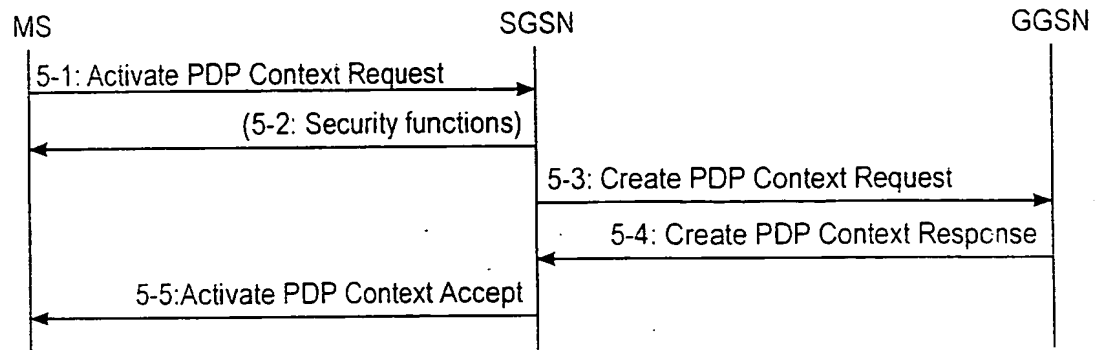 MS SGSN GGSN
5-1: Activate PDP Context Request
(5-2: Security functions)
5-3: Create PDP Context Request
5-4: Create PDP Context Response
5-5:Activate PDP Context Accept